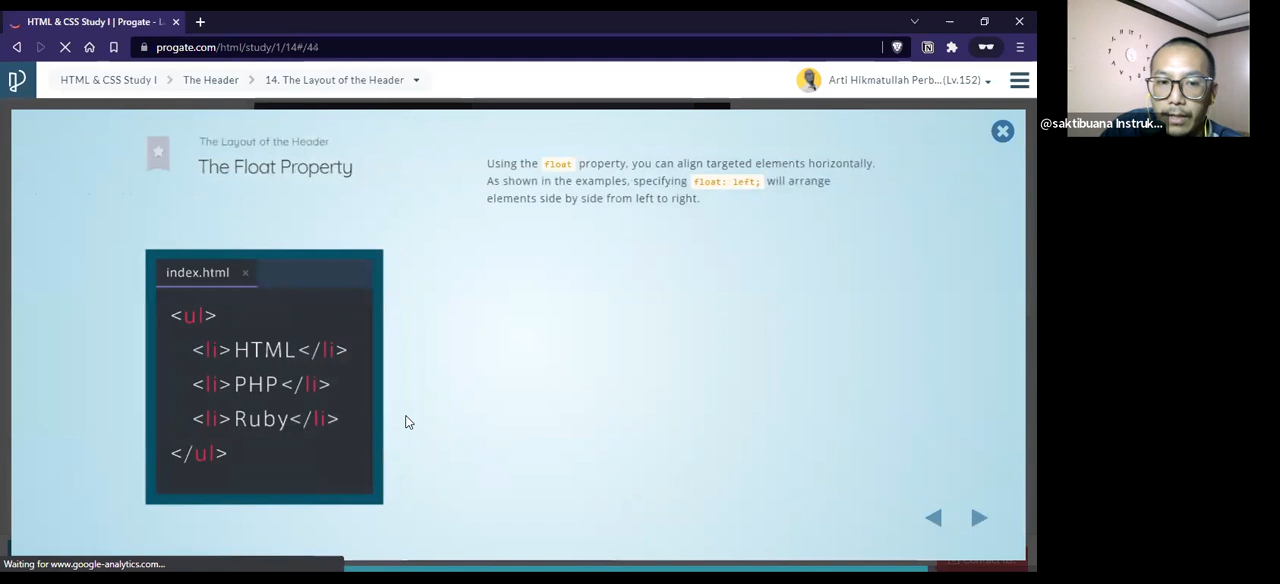 HTML & CSS Study I | Progate - L
progate.com/html/study/1/14#/44
HTML & CSS Study I
The Header
14. The Layout of the Header
Arti Hikmatullah Perb...(Lv.152)
@saktibuana Instruk...
The Layout of the Header
The Float Property
Using the float property, you can align targeted elements horizontally.
As shown in the examples, specifying float: left; will arrange
elements side by side from left to right.
index.html ×
<ul>
<li>HTML</li>
<li>PHP</li>
<li>Ruby</li>
</ul>
Waiting for www.google-analytics.com...